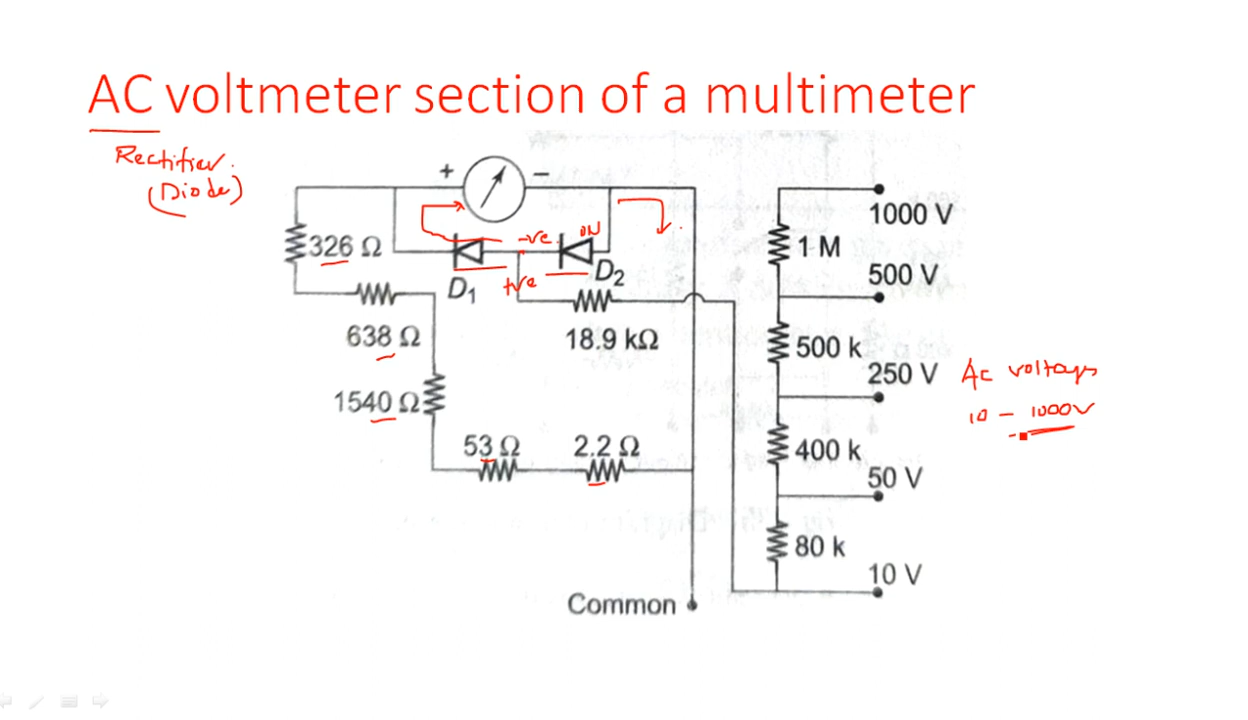 AC voltmeter section of a multimeter
Rectifier.
(Diode)
+ −
1000 V
326 Ω
-ve ON
1 M
D1 +ve D2
500 V
638 Ω
18.9 kΩ
500 k
250 V
Ac voltages
10 - 1000V
1540 Ω
53 Ω 2.2 Ω
400 k
50 V
80 k
10 V
Common